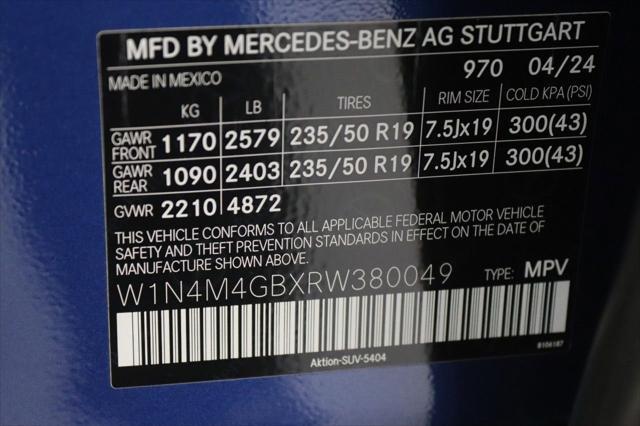 MFD BY MERCEDES-BENZ AG STUTTGART
MADE IN MEXICO 970 04/24
KG LB TIRES RIM SIZE COLD KPA (PSI)
GAWR FRONT 1170 2579 235/50 R19 7.5Jx19 300(43)
GAWR REAR 1090 2403 235/50 R19 7.5Jx19 300(43)
GVWR 2210 4872
THIS VEHICLE CONFORMS TO ALL APPLICABLE FEDERAL MOTOR VEHICLE
SAFETY AND THEFT PREVENTION STANDARDS IN EFFECT ON THE DATE OF
MANUFACTURE SHOWN ABOVE.
W1N4M4GBXRW380049 TYPE: MPV
Aktion-SUV-5404 8106187